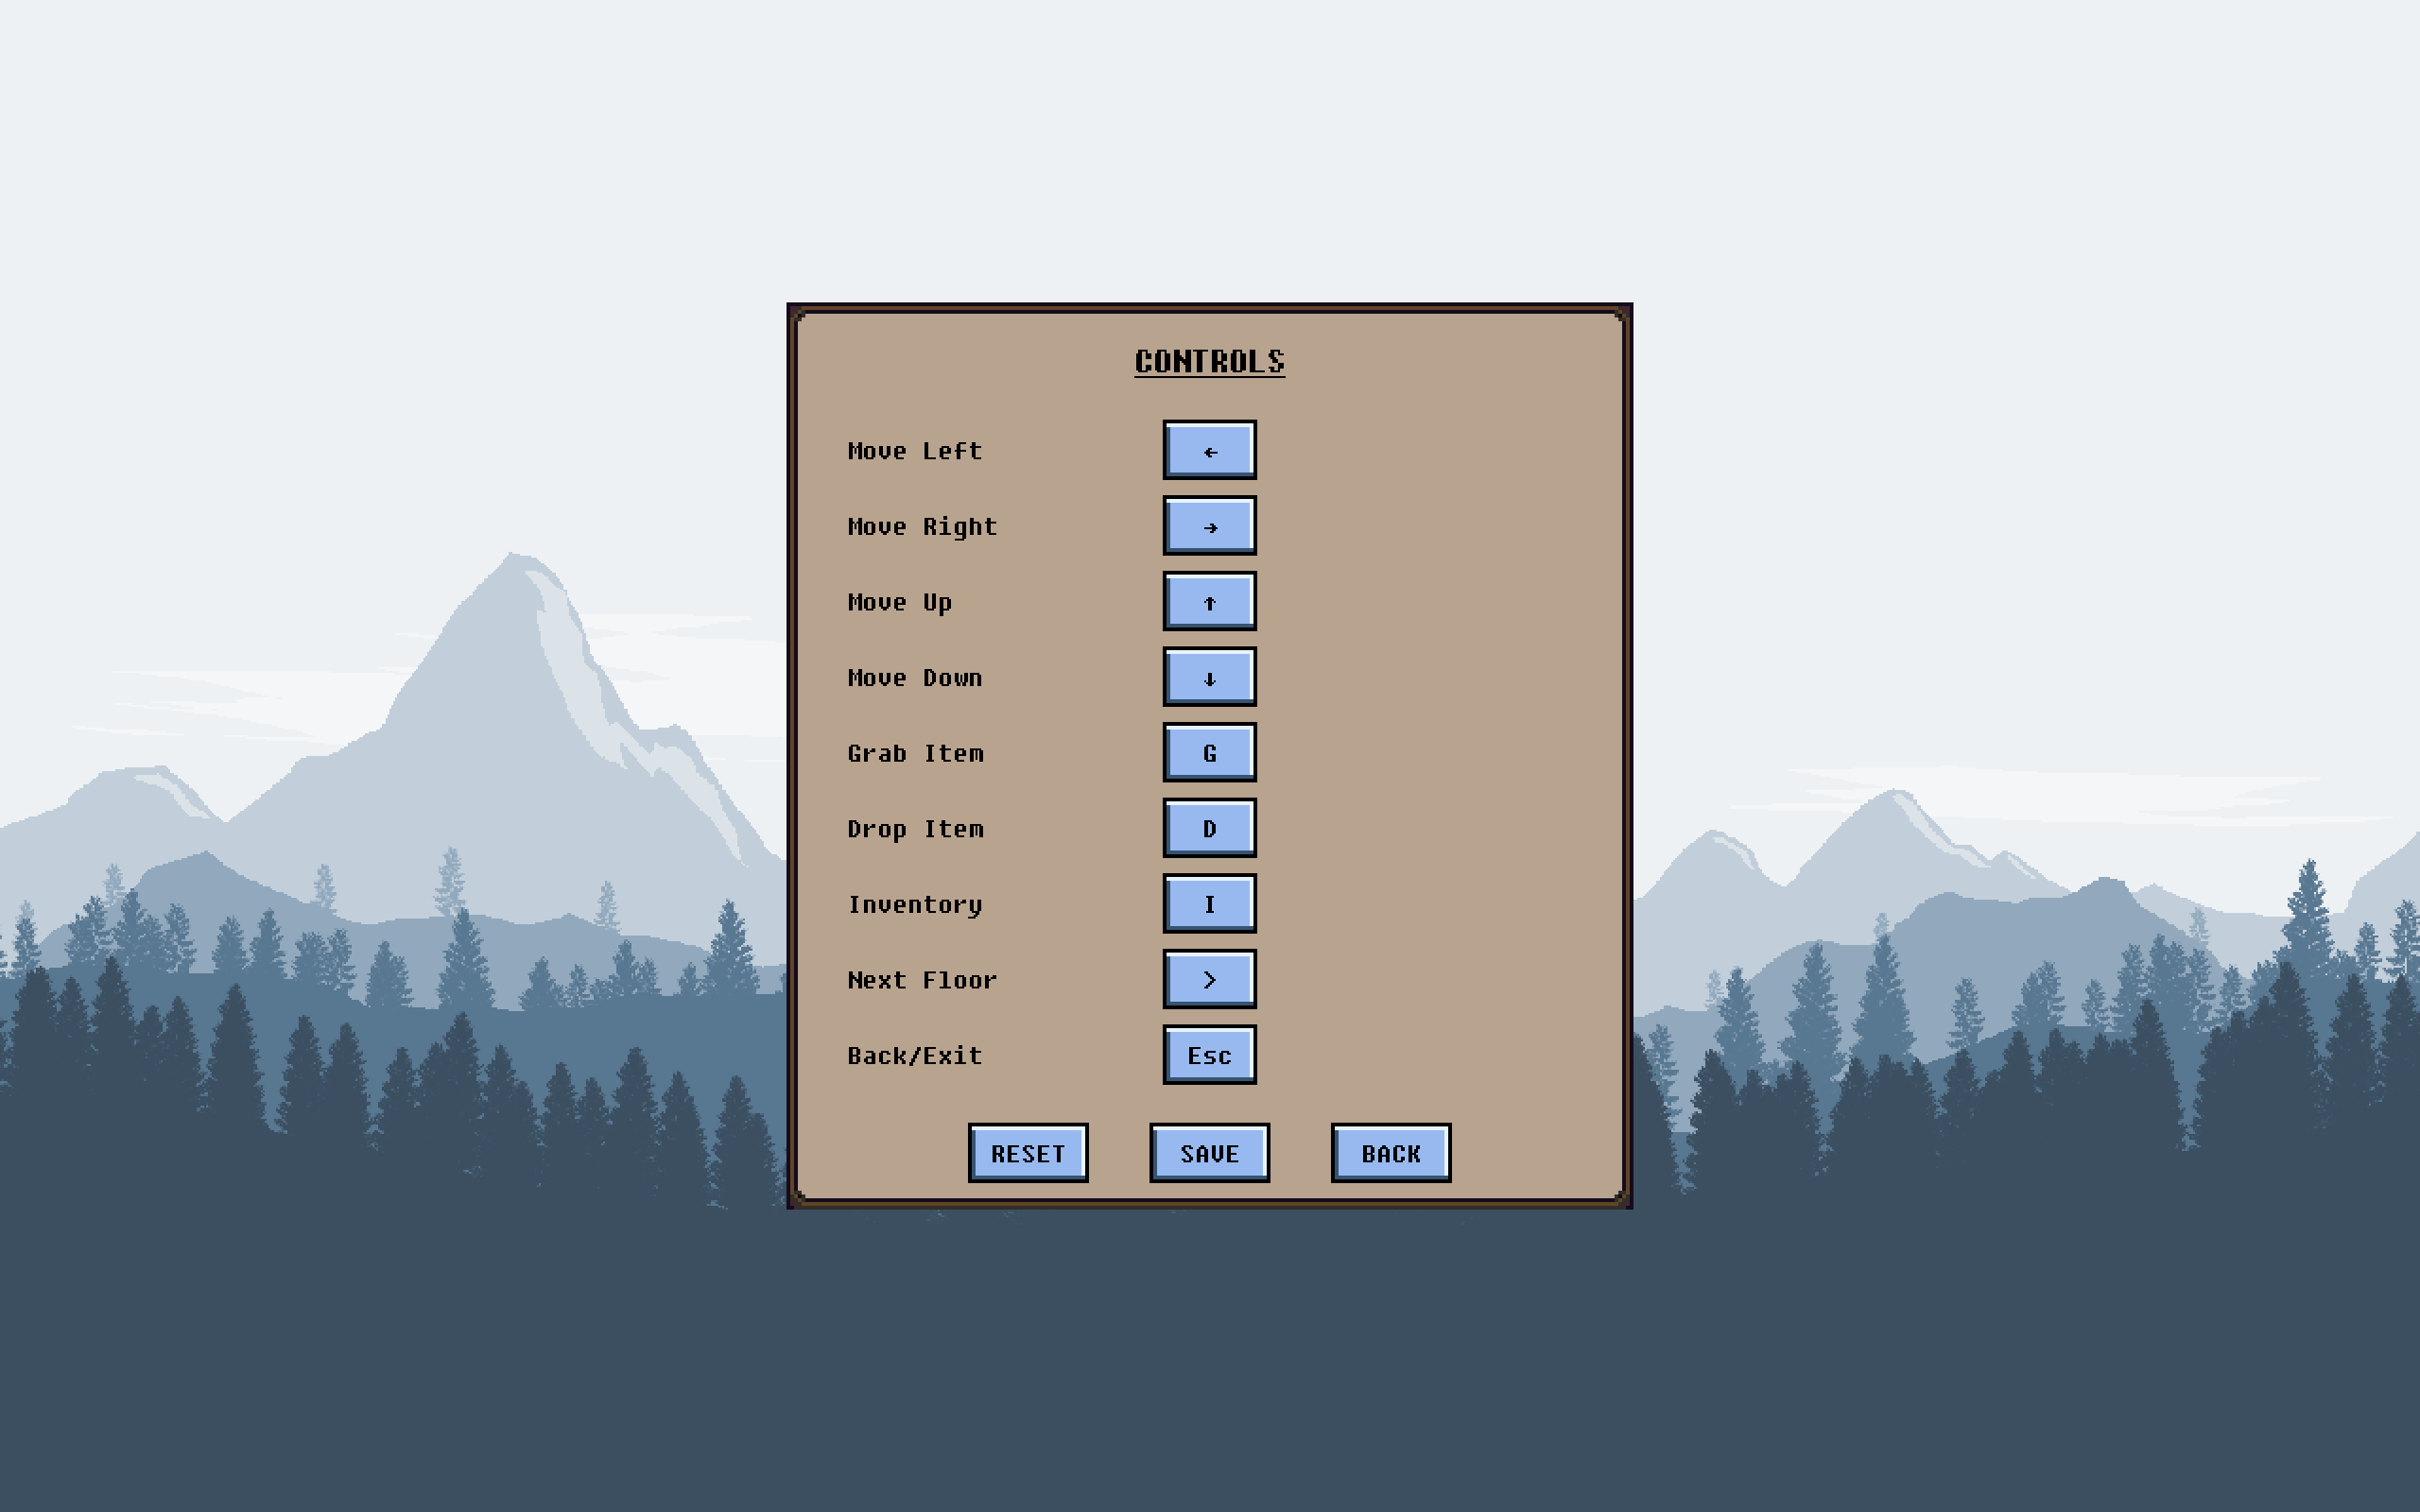 CONTROLS
Move Left ←
Move Right →
Move Up ↑
Move Down ↓
Grab Item G
Drop Item D
Inventory I
Next Floor >
Back/Exit Esc
RESET SAVE BACK